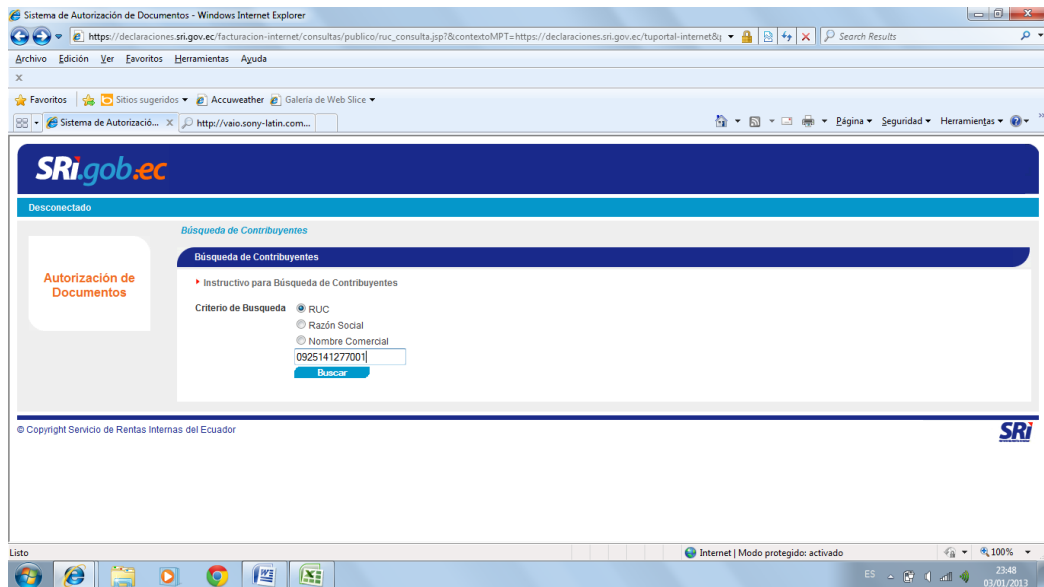 Sistema de Autorización de Documentos - Windows Internet Explorer
https://declaraciones.sri.gov.ec/facturacion-internet/consultas/publico/ruc_consulta.jsp?&contextoMPT=https://declaraciones.sri.gov.ec/tuportal-internet& Search Results
Archivo Edición Ver Favoritos Herramientas Ayuda
x
Favoritos Sitios sugeridos Accuweather Galería de Web Slice
Sistema de Autorizació... X http://vaio.sony-latin.com... Página Seguridad Herramientas
SRi.gob.ec
Desconectado
Búsqueda de Contribuyentes
Búsqueda de Contribuyentes
Autorización de
Documentos
Instructivo para Búsqueda de Contribuyentes
Criterio de Busqueda RUC
Razón Social
Nombre Comercial
0925141277001
Buscar
© Copyright Servicio de Rentas Internas del Ecuador
SRi
Listo Internet | Modo protegido: activado 100%
ES 23:48
03/01/2013